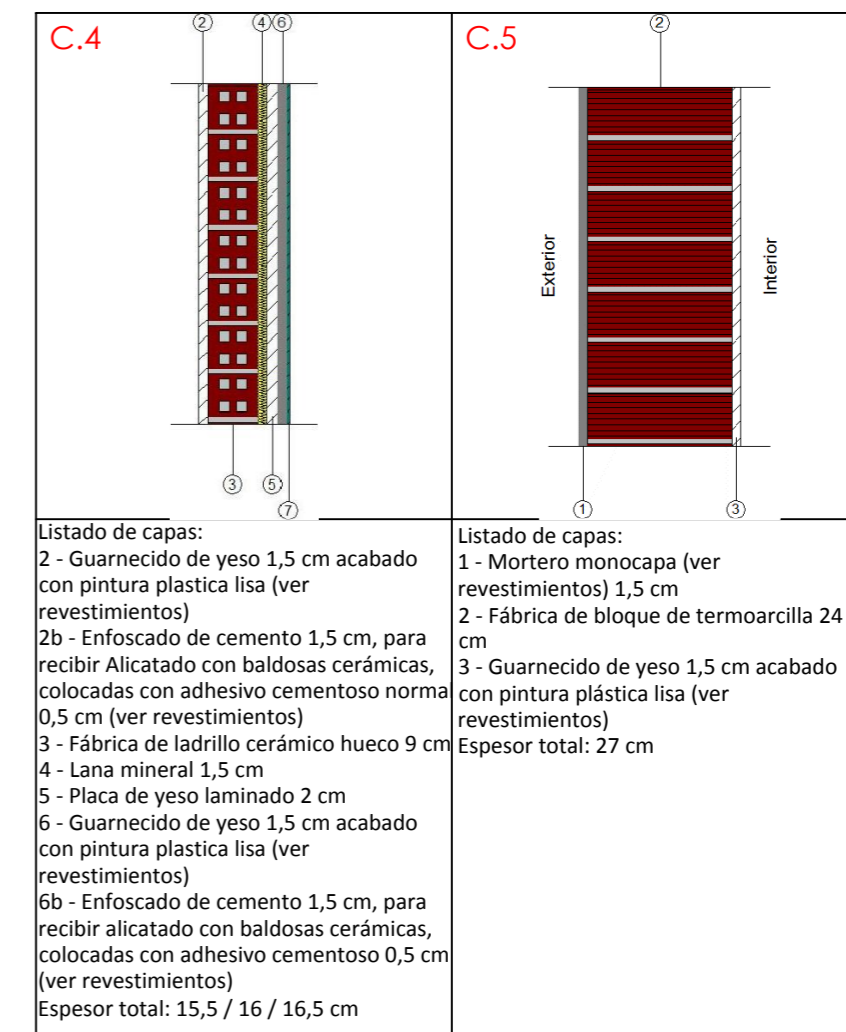 C.4
2
4
6
3
5
7
Listado de capas:
2 - Guarnecido de yeso 1,5 cm acabado
con pintura plastica lisa (ver
revestimientos)
2b - Enfoscado de cemento 1,5 cm, para
recibir Alicatado con baldosas cerámicas,
colocadas con adhesivo cementoso normal
0,5 cm (ver revestimientos)
3 - Fábrica de ladrillo cerámico hueco 9 cm
4 - Lana mineral 1,5 cm
5 - Placa de yeso laminado 2 cm
6 - Guarnecido de yeso 1,5 cm acabado
con pintura plastica lisa (ver
revestimientos)
6b - Enfoscado de cemento 1,5 cm, para
recibir alicatado con baldosas cerámicas,
colocadas con adhesivo cementoso 0,5 cm
(ver revestimientos)
Espesor total: 15,5 / 16 / 16,5 cm
C.5
2
Exterior
Interior
1
3
Listado de capas:
1 - Mortero monocapa (ver
revestimientos) 1,5 cm
2 - Fábrica de bloque de termoarcilla 24
cm
3 - Guarnecido de yeso 1,5 cm acabado
con pintura plástica lisa (ver
revestimientos)
Espesor total: 27 cm